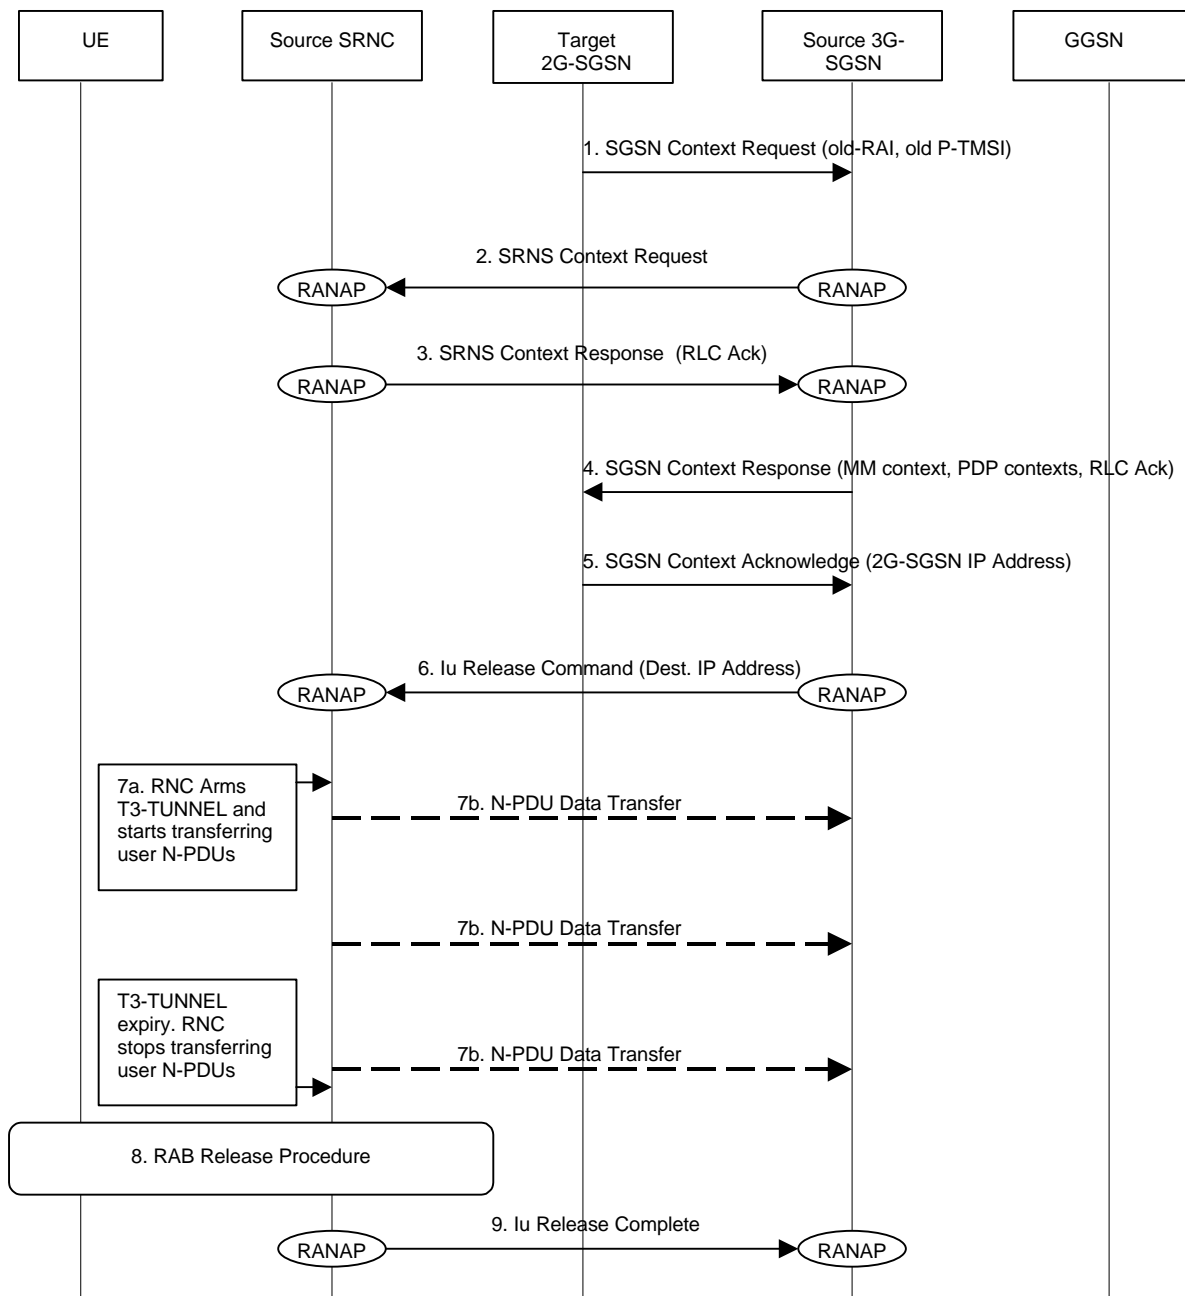 UE
Source SRNC
Target
2G-SGSN
Source 3G-
SGSN
GGSN
1. SGSN Context Request (old-RAI, old P-TMSI)
2. SRNS Context Request
RANAP
RANAP
3. SRNS Context Response (RLC Ack)
RANAP
RANAP
4. SGSN Context Response (MM context, PDP contexts, RLC Ack)
5. SGSN Context Acknowledge (2G-SGSN IP Address)
6. Iu Release Command (Dest. IP Address)
RANAP
RANAP
7a. RNC Arms
T3-TUNNEL and
starts transferring
user N-PDUs
7b. N-PDU Data Transfer
7b. N-PDU Data Transfer
T3-TUNNEL
expiry. RNC
stops transferring
user N-PDUs
7b. N-PDU Data Transfer
8. RAB Release Procedure
9. Iu Release Complete
RANAP
RANAP